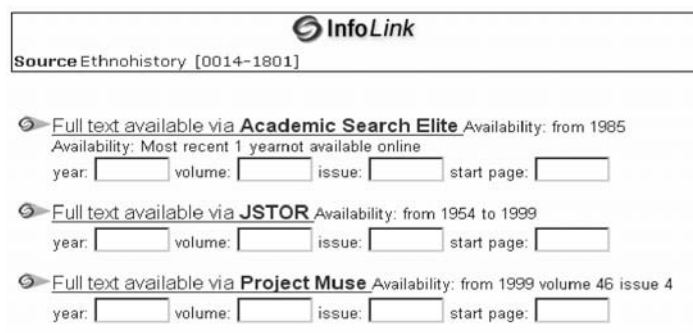 InfoLink
Source Ethnohistory [0014-1801]
Full text available via Academic Search Elite Availability: from 1985
Availability: Most recent 1 yearnot available online
year: volume: issue: start page:
Full text available via JSTOR Availability: from 1954 to 1999
year: volume: issue: start page:
Full text available via Project Muse Availability: from 1999 volume 46 issue 4
year: volume: issue: start page: